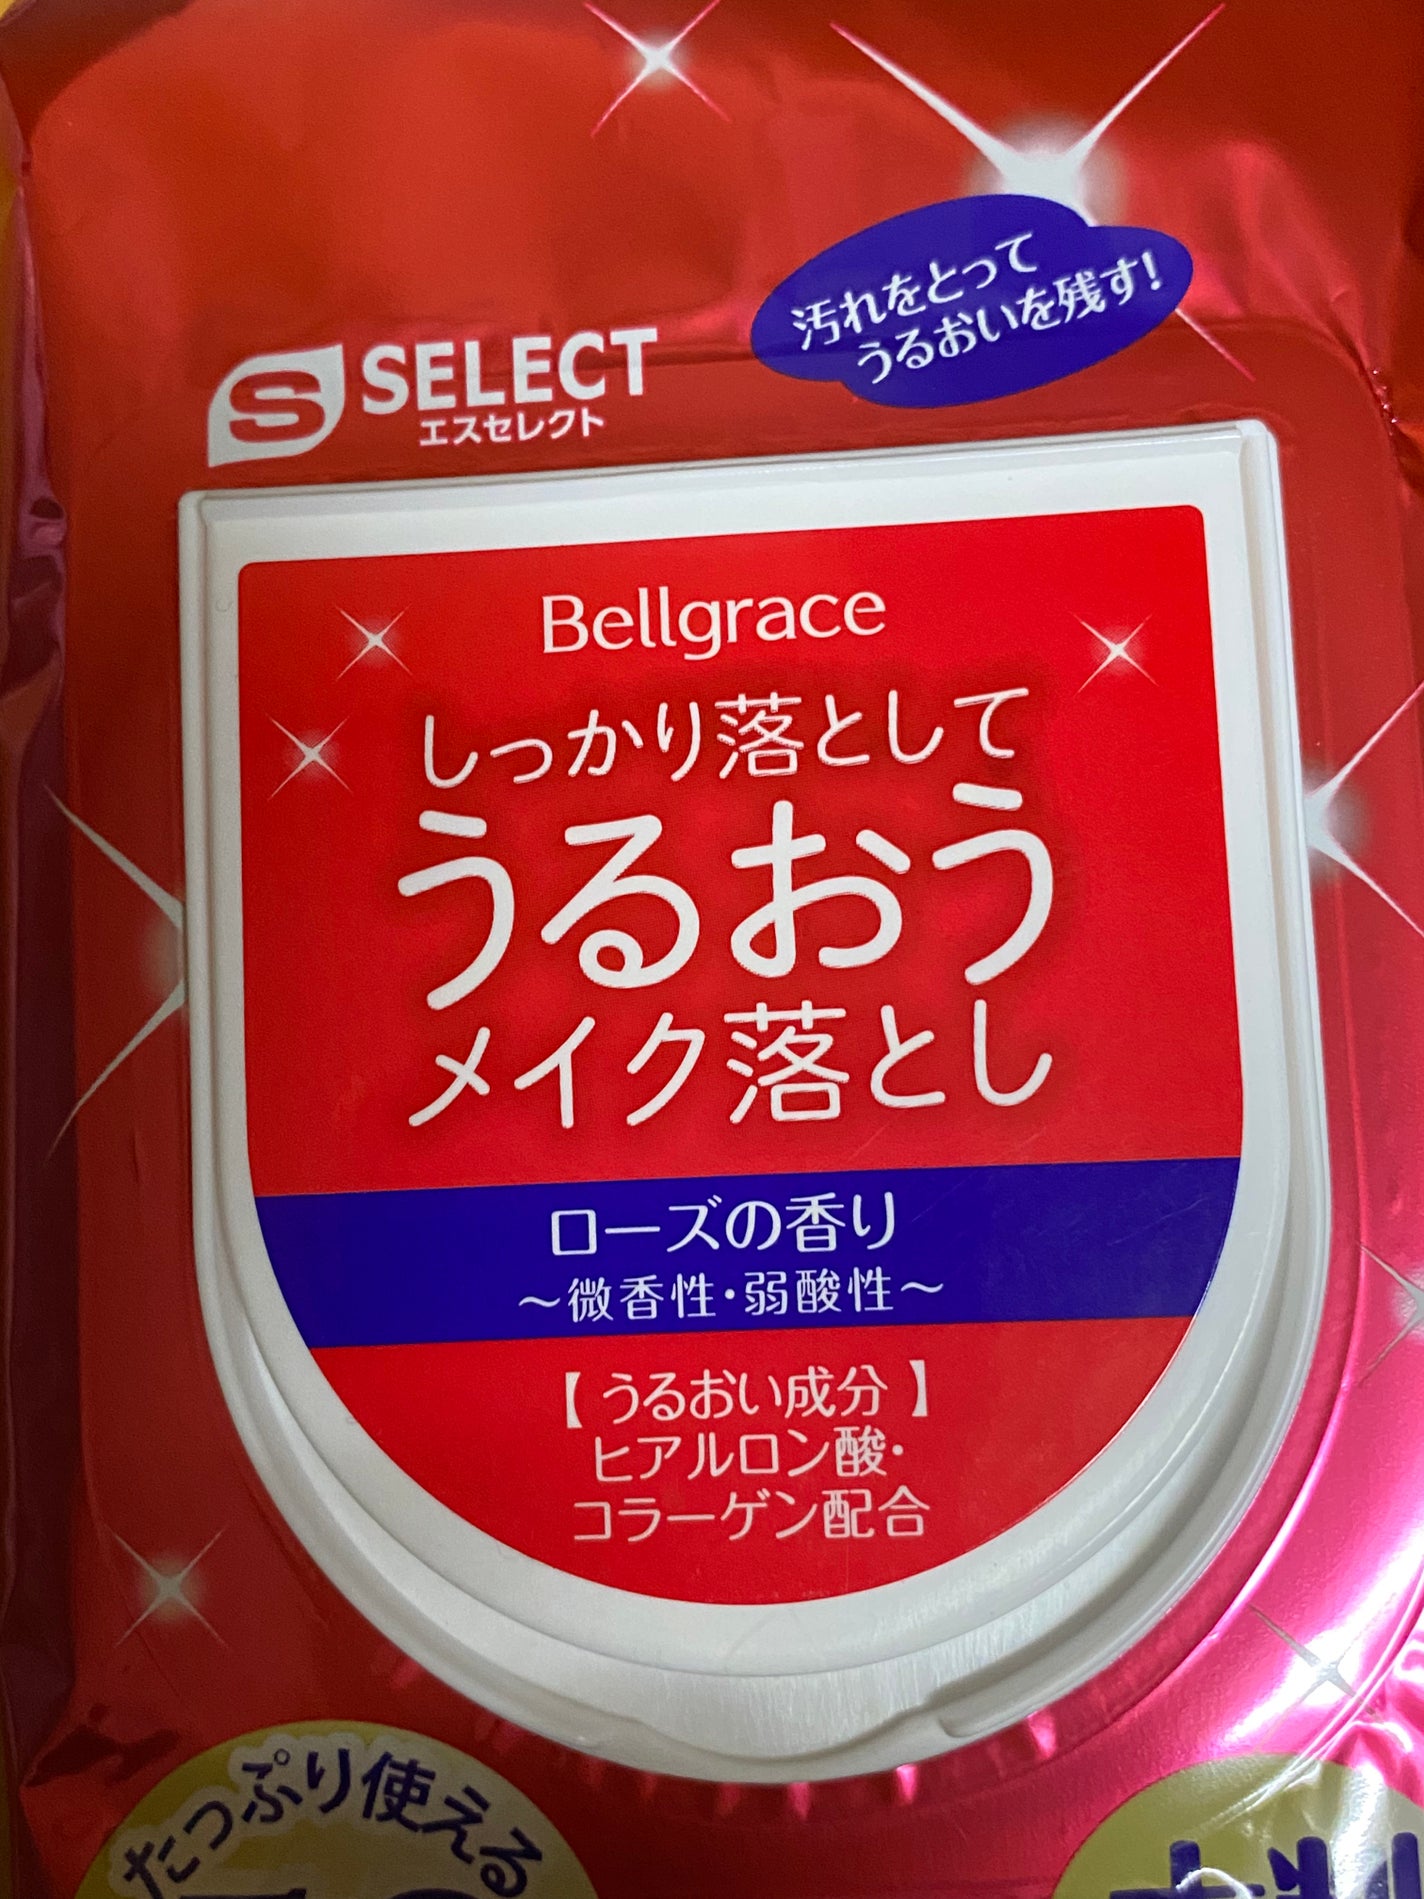 汚れをとって
うるおいを残す!
S SELECT
エスセレクト
Bellgrace
しっかり落として
うるおう
メイク落とし
ローズの香り
～微香性・弱酸性～
【うるおい成分】
ヒアルロン酸・
コラーゲン配合
たっぷり使える